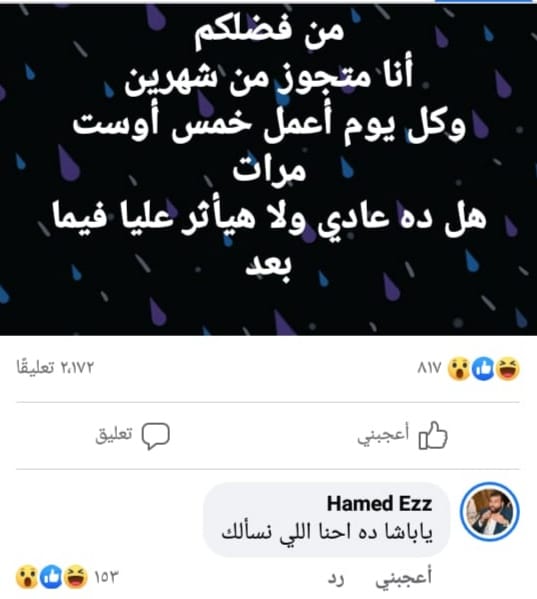 من فضلكم
أنا متجوز من شهرين
وكل يوم أعمل خمس أوست
مرات
هل ده عادي ولا هيأثر عليا فيما
بعد
٨١٧
٢٬١٧٢ تعليقًا
أعجبني
تعليق
Hamed Ezz
ياباشا ده احنا اللي نسألك
أعجبني رد
١٥٣